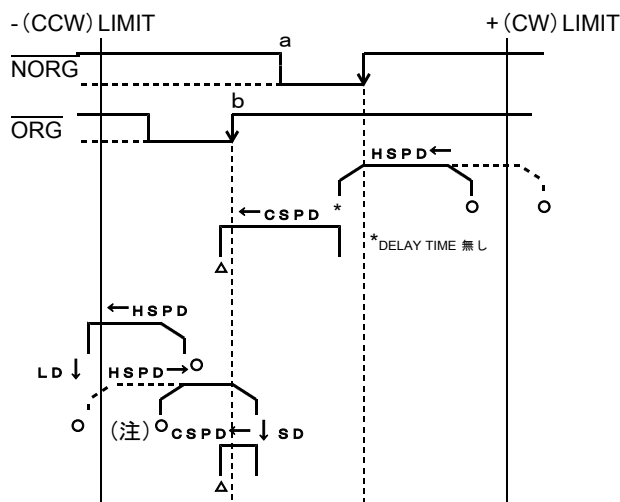 -(CCW)LIMIT
+(CW)LIMIT
a
NORG
b
ORG
HSPD←
*
○ ○
←CSPD
*DELAY TIME 無し
△
←HSPD
LD↓ HSPD→○
○ (注)○CSPD← ↓SD
△